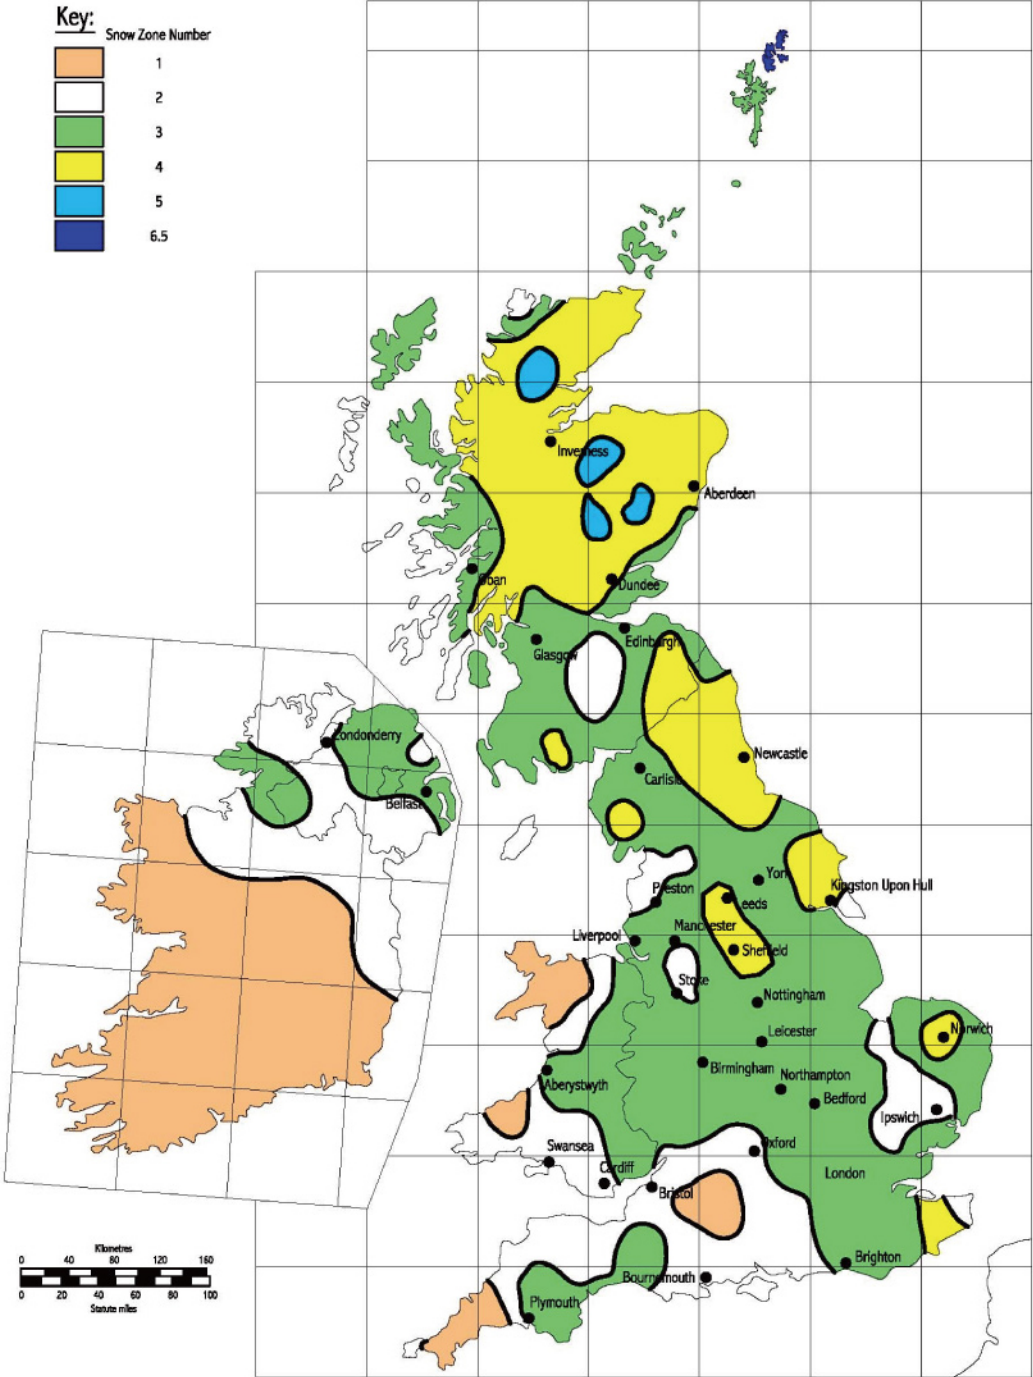 Key:
Snow Zone Number
1
2
3
4
5
6.5
Inverness
Aberdeen
Oban
Dundee
Edinburgh
Glasgow
Londonderry
Newcastle
Carlisle
Belfast
York
Kingston Upon Hull
Preston
Leeds
Manchester
Liverpool
Sheffield
Stoke
Nottingham
Norwich
Leicester
Birmingham
Northampton
Aberystwyth
Bedford
Ipswich
Oxford
Swansea
Cardiff
London
Bristol
Kilometres
0 40 80 120 160
0 20 40 60 80 100
Statute miles
Brighton
Bournemouth
Plymouth